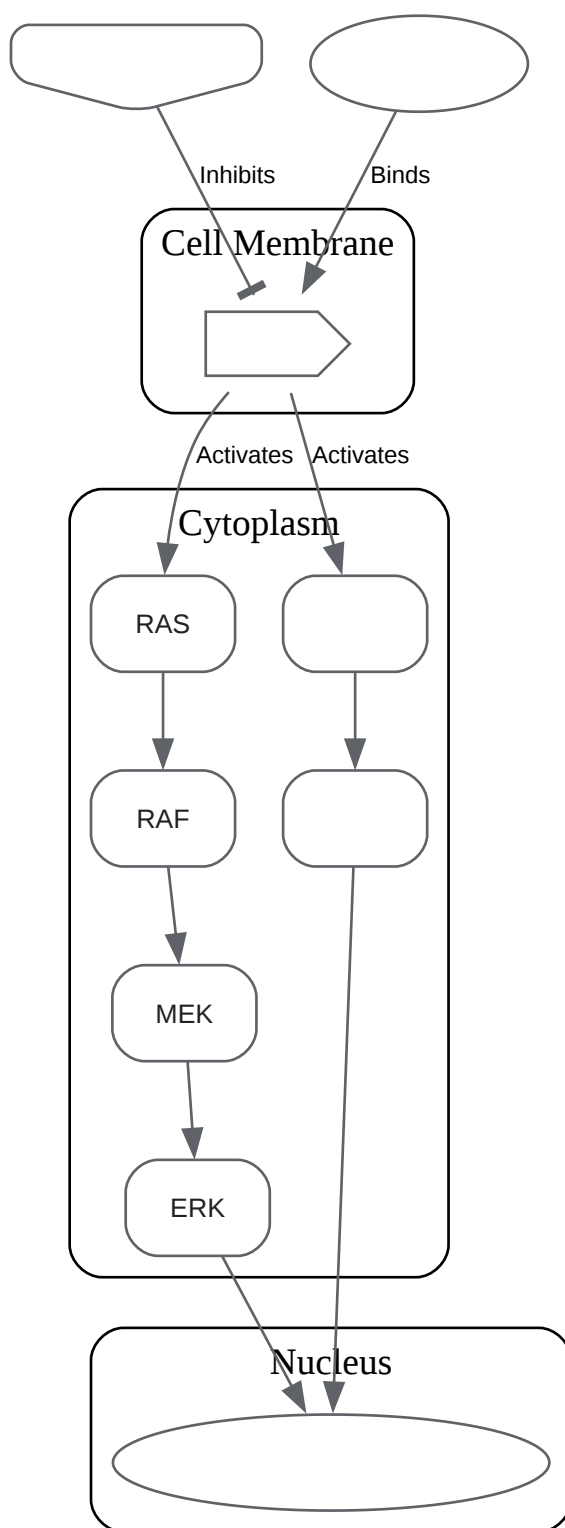 Inhibits
Binds
Cell Membrane
Activates
Activates
Cytoplasm
RAS
RAF
MEK
ERK
Nucleus